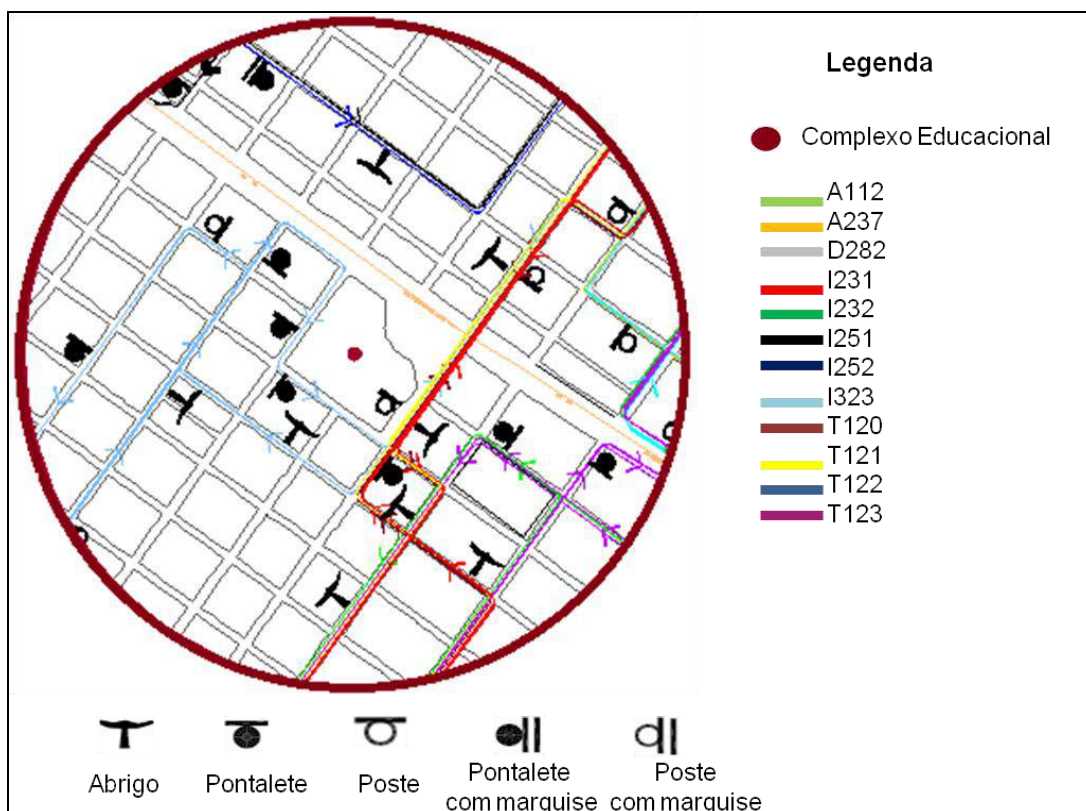 Legenda
Complexo Educacional
A112
A237
D282
I231
I232
I251
I252
I323
T120
T121
T122
T123
Abrigo
Pontalete
Poste
Pontalete
com marquise
Poste
com marquise